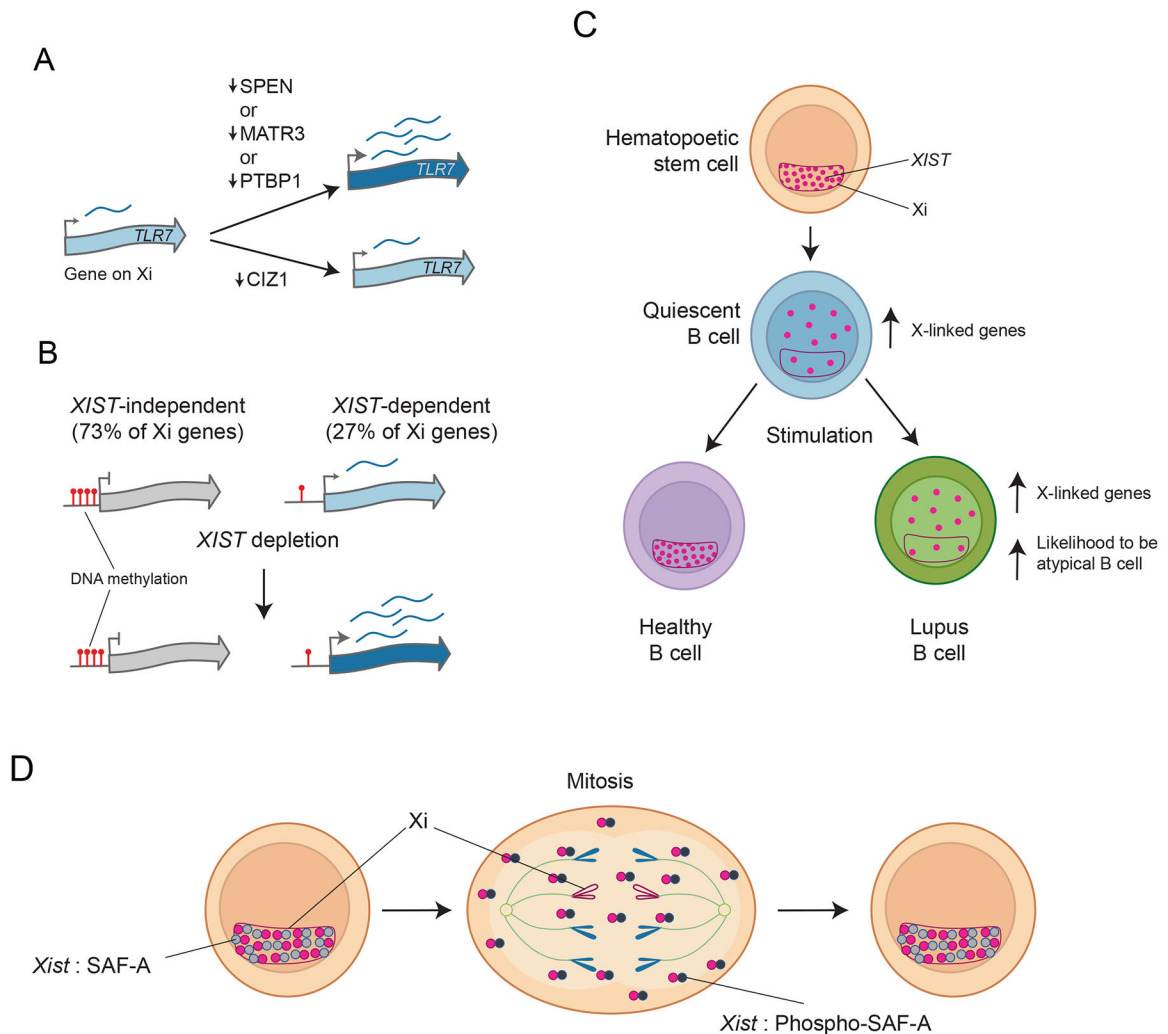 A
↓SPEN
or
↓MATR3
or
↓PTBP1
TLR7
TLR7
Gene on Xi
↓CIZ1
TLR7
B
XIST-independent
(73% of Xi genes)
XIST-dependent
(27% of Xi genes)
XIST depletion
DNA methylation
C
Hematopoetic
stem cell
XIST
Xi
Quiescent
B cell
X-linked genes
Stimulation
X-linked genes
Likelihood to be
atypical B cell
Healthy
B cell
Lupus
B cell
D
Mitosis
Xi
Xist : SAF-A
Xist : Phospho-SAF-A